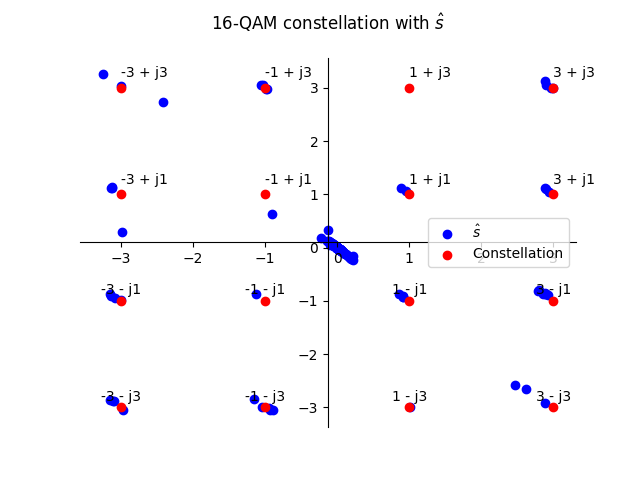 16-QAM constellation with ŝ
-3 + j3
-1 + j3
1 + j3
3 + j3
-3 + j1
-1 + j1
1 + j1
3 + j1
-3 - j1
-1 - j1
1 - j1
3 - j1
-3 - j3
-1 - j3
1 - j3
3 - j3
3
2
1
0
−1
−2
−3
−3
−2
−1
0
1
2
3
ŝ
Constellation